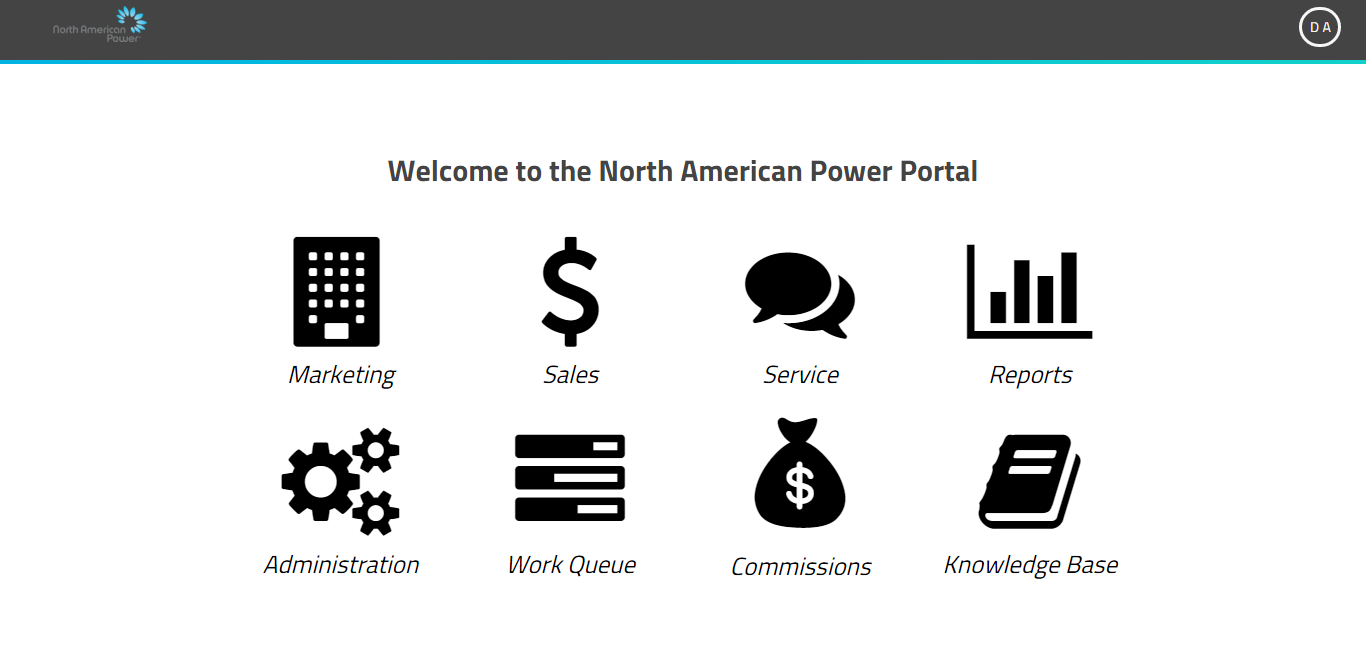 North American
Power
D A
Welcome to the North American Power Portal
Marketing
Sales
Service
Reports
$
Administration
Work Queue
Commissions
Knowledge Base